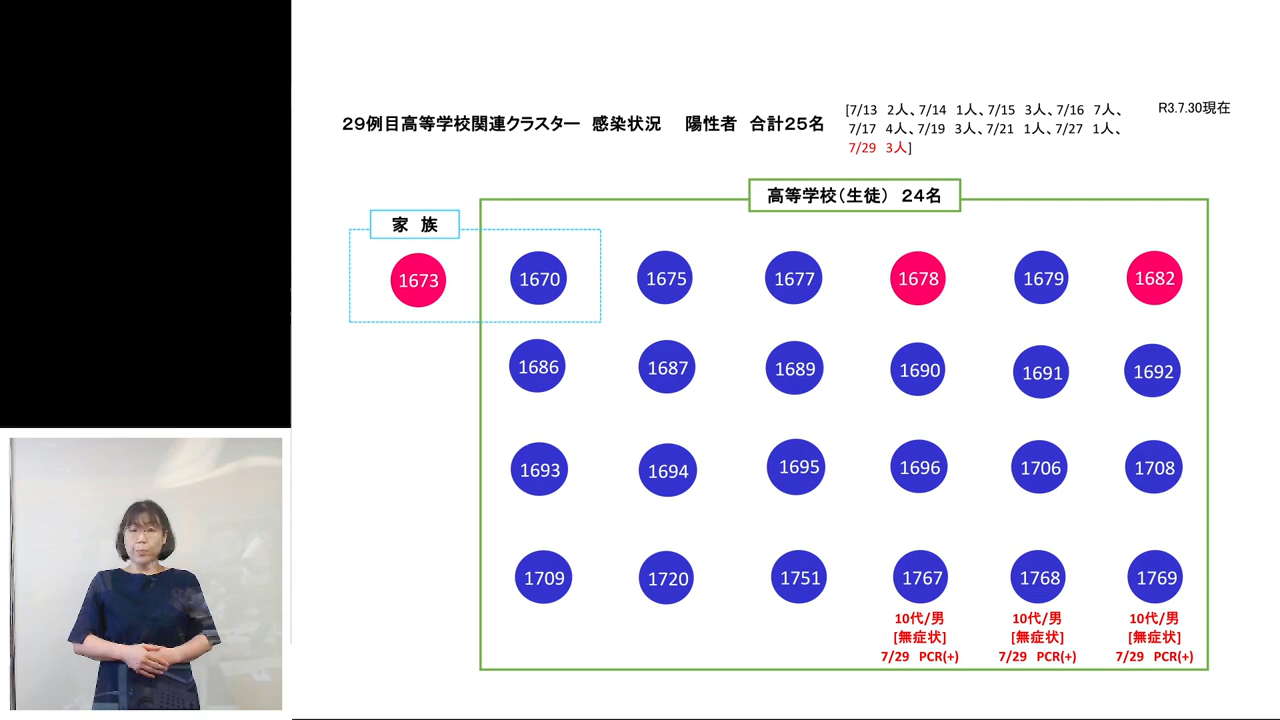 29例目高等学校関連クラスター 感染状況 陽性者 合計25名
[7/13 2人、7/14 1人、7/15 3人、7/16 7人、
7/17 4人、7/19 3人、7/21 1人、7/27 1人、
7/29 3人]
R3.7.30現在
高等学校(生徒) 24名
家 族
1673 1670 1675 1677 1678 1679 1682
1686 1687 1689 1690 1691 1692
1693 1694 1695 1696 1706 1708
1709 1720 1751 1767 1768 1769
10代/男 10代/男 10代/男
[無症状] [無症状] [無症状]
7/29 PCR(+) 7/29 PCR(+) 7/29 PCR(+)